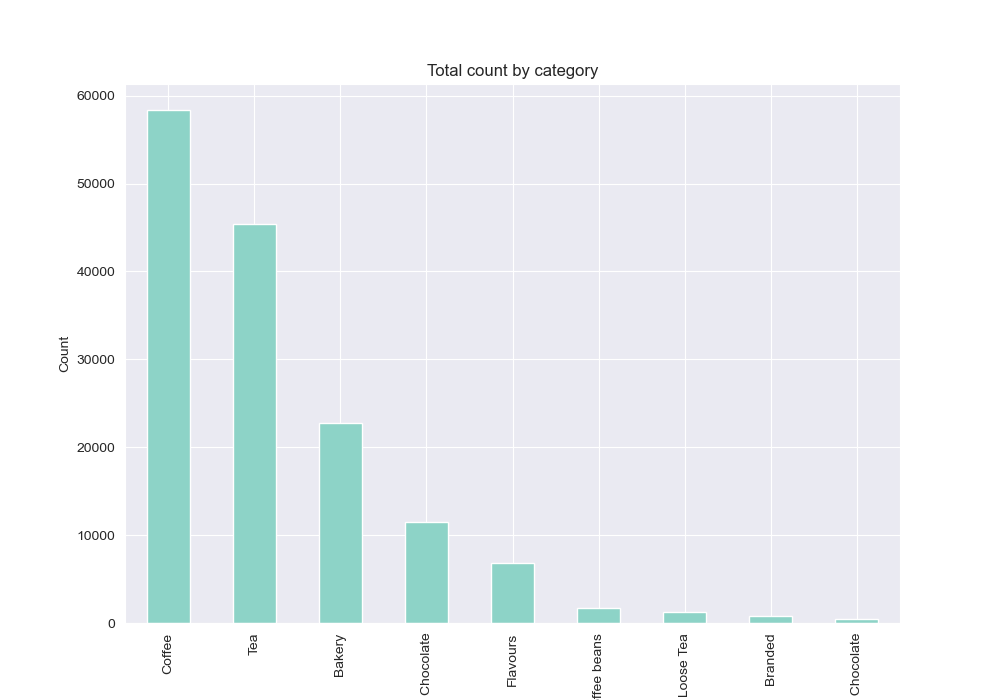 Total count by category
60000
50000
40000
30000
20000
10000
0
Count
Coffee
Tea
Bakery
Chocolate
Flavours
ffee beans
Loose Tea
Branded
Chocolate